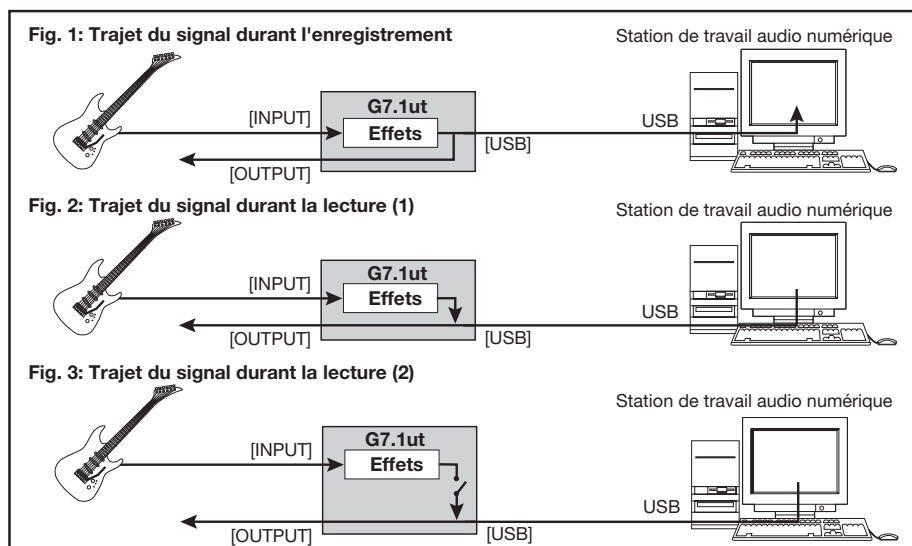 Fig. 1: Trajet du signal durant l'enregistrement
Station de travail audio numérique
G7.1ut
[INPUT]
Effets
USB
[USB]
[OUTPUT]
Fig. 2: Trajet du signal durant la lecture (1)
Station de travail audio numérique
G7.1ut
[INPUT]
Effets
USB
[OUTPUT]
[USB]
Fig. 3: Trajet du signal durant la lecture (2)
Station de travail audio numérique
G7.1ut
[INPUT]
Effets
USB
[OUTPUT]
[USB]